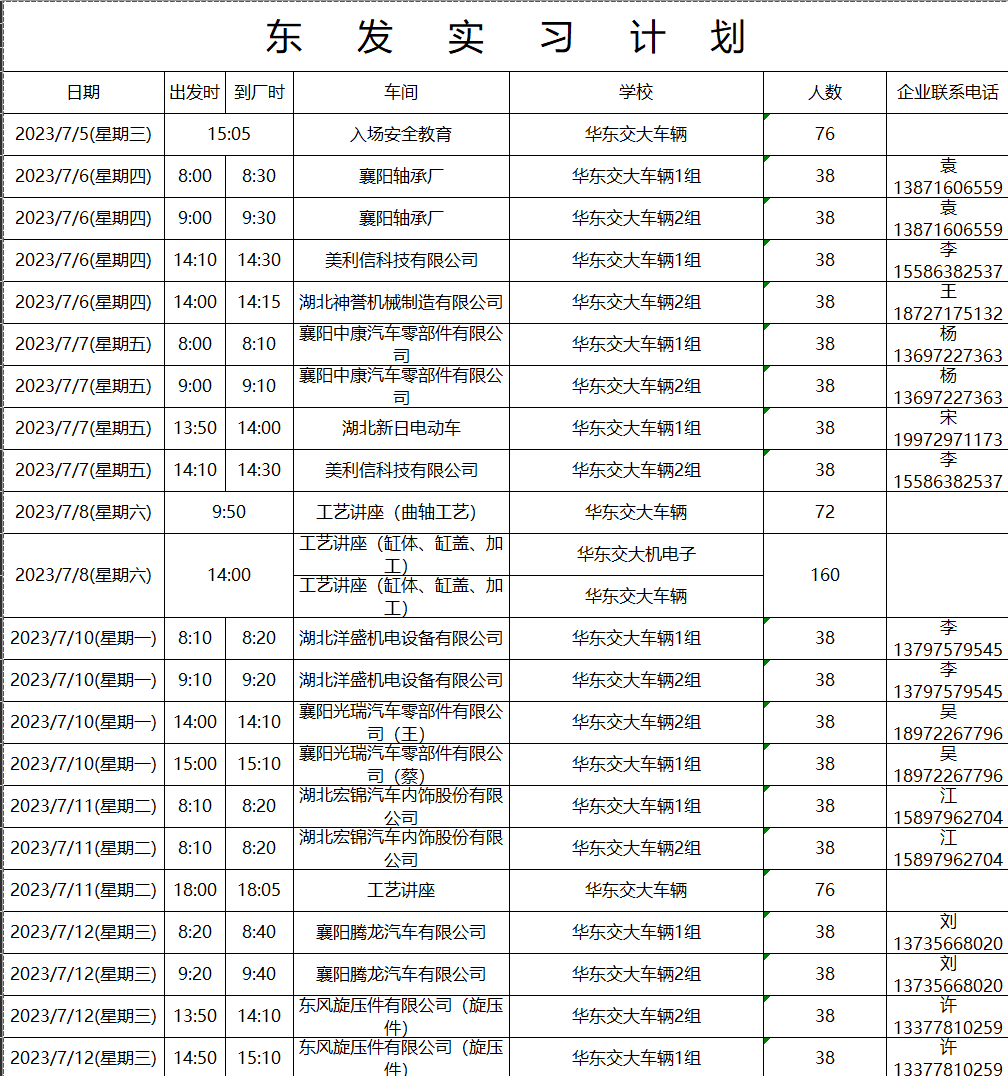 东发实习计划
日期 出发时 到厂时 车间 学校 人数 企业联系电话
2023/7/5(星期三) 15:05 入场安全教育 华东交大车辆 76
2023/7/6(星期四) 8:00 8:30 襄阳轴承厂 华东交大车辆1组 38 袁
13871606559
2023/7/6(星期四) 9:00 9:30 襄阳轴承厂 华东交大车辆2组 38 袁
13871606559
2023/7/6(星期四) 14:10 14:30 美利信科技有限公司 华东交大车辆1组 38 李
15586382537
2023/7/6(星期四) 14:00 14:15 湖北神誉机械制造有限公司 华东交大车辆2组 38 王
18727175132
2023/7/7(星期五) 8:00 8:10 襄阳中康汽车零部件有限公
司 华东交大车辆1组 38 杨
13697227363
2023/7/7(星期五) 9:00 9:10 襄阳中康汽车零部件有限公
司 华东交大车辆2组 38 杨
13697227363
2023/7/7(星期五) 13:50 14:00 湖北新日电动车 华东交大车辆1组 38 宋
19972971173
2023/7/7(星期五) 14:10 14:30 美利信科技有限公司 华东交大车辆2组 38 李
15586382537
2023/7/8(星期六) 9:50 工艺讲座（曲轴工艺） 华东交大车辆 72
2023/7/8(星期六) 14:00 工艺讲座（缸体、缸盖、加
工） 华东交大机电子 160
工艺讲座（缸体、缸盖、加
工） 华东交大车辆
2023/7/10(星期一) 8:10 8:20 湖北洋盛机电设备有限公司 华东交大车辆1组 38 李
13797579545
2023/7/10(星期一) 9:10 9:20 湖北洋盛机电设备有限公司 华东交大车辆2组 38 李
13797579545
2023/7/10(星期一) 14:00 14:10 襄阳光瑞汽车零部件有限公
司（王） 华东交大车辆2组 38 吴
18972267796
2023/7/10(星期一) 15:00 15:10 襄阳光瑞汽车零部件有限公
司（蔡） 华东交大车辆1组 38 吴
18972267796
2023/7/11(星期二) 8:10 8:20 湖北宏锦汽车内饰股份有限
公司 华东交大车辆1组 38 江
15897962704
2023/7/11(星期二) 8:10 8:20 湖北宏锦汽车内饰股份有限
公司 华东交大车辆2组 38 江
15897962704
2023/7/11(星期二) 18:00 18:05 工艺讲座 华东交大车辆 76
2023/7/12(星期三) 8:20 8:40 襄阳腾龙汽车有限公司 华东交大车辆1组 38 刘
13735668020
2023/7/12(星期三) 9:20 9:40 襄阳腾龙汽车有限公司 华东交大车辆2组 38 刘
13735668020
2023/7/12(星期三) 13:50 14:10 东风旋压件有限公司（旋压
件） 华东交大车辆2组 38 许
13377810259
2023/7/12(星期三) 14:50 15:10 东风旋压件有限公司（旋压
件） 华东交大车辆1组 38 许
13377810259